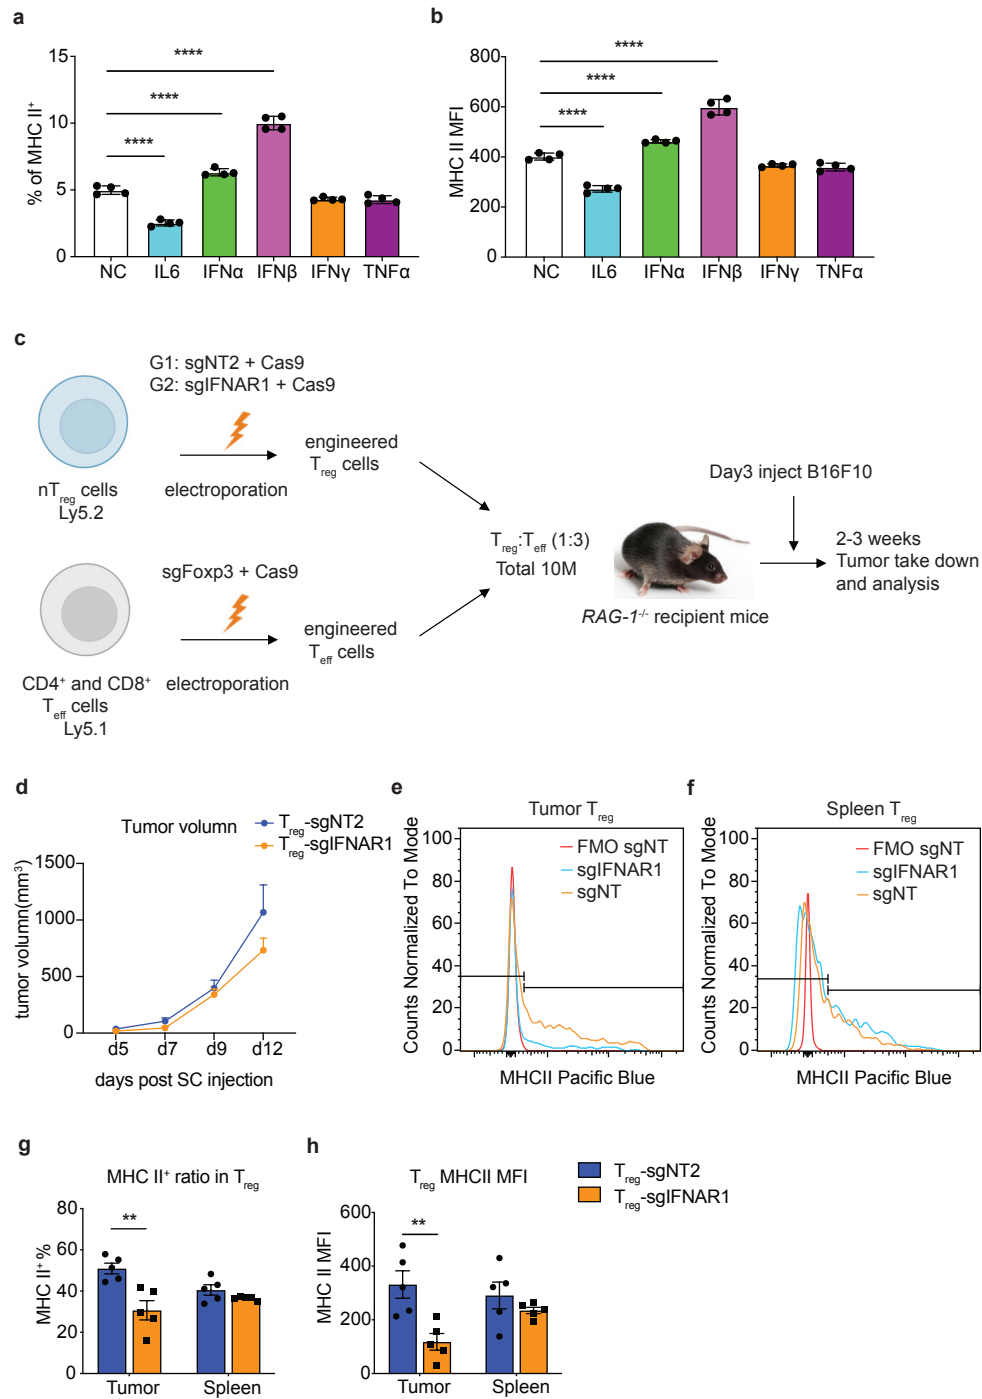 a
% of MHC II⁺
15
10
5
0
****
****
****
NC IL6 IFNα IFNβ IFNγ TNFα
b
MHC II MFI
800
600
400
200
0
****
****
****
NC IL6 IFNα IFNβ IFNγ TNFα
c
G1: sgNT2 + Cas9
G2: sgIFNAR1 + Cas9
nTreg cells
Ly5.2
electroporation
engineered
Treg cells
sgFoxp3 + Cas9
CD4⁺ and CD8⁺
Teff cells
Ly5.1
electroporation
engineered
Teff cells
Treg:Teff (1:3)
Total 10M
RAG-1-/- recipient mice
Day3 inject B16F10
2-3 weeks
Tumor take down
and analysis
d
Tumor volumn
Treg-sgNT2
Treg-sgIFNAR1
tumor volumn(mm³)
1500
1000
500
0
d5 d7 d9 d12
days post SC injection
e
Tumor Treg
Counts Normalized To Mode
100
80
60
40
20
0
FMO sgNT
sgIFNAR1
sgNT
MHCII Pacific Blue
f
Spleen Treg
Counts Normalized To Mode
100
80
60
40
20
0
FMO sgNT
sgIFNAR1
sgNT
MHCII Pacific Blue
g
MHC II⁺ ratio in Treg
MHC II⁺ %
80
60
40
20
0
**
Tumor Spleen
h
Treg MHCII MFI
MHC II MFI
600
400
200
0
**
Tumor Spleen
Treg-sgNT2
Treg-sgIFNAR1